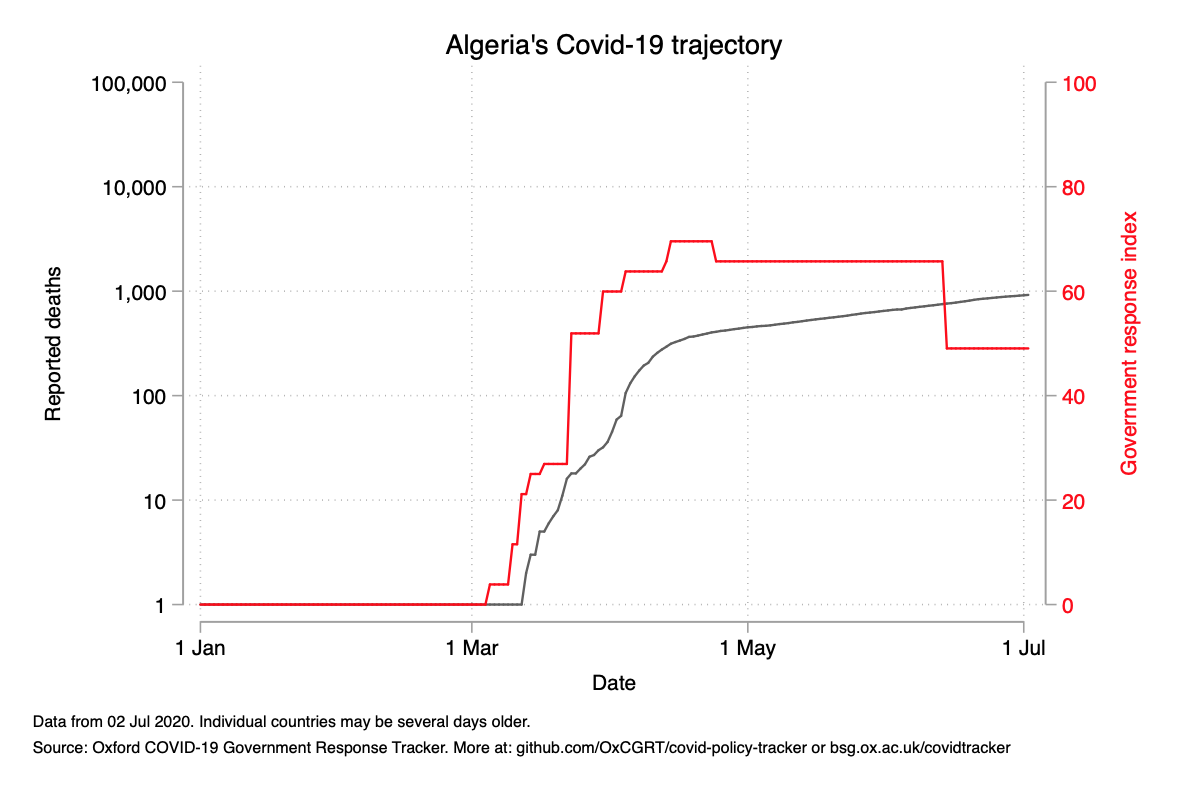 Algeria's Covid-19 trajectory
100,000
10,000
1,000
100
10
1
Reported deaths
100
80
60
40
20
0
Government response index
1 Jan
1 Mar
1 May
1 Jul
Date
Data from 02 Jul 2020. Individual countries may be several days older.
Source: Oxford COVID-19 Government Response Tracker. More at: github.com/OxCGRT/covid-policy-tracker or bsg.ox.ac.uk/covidtracker